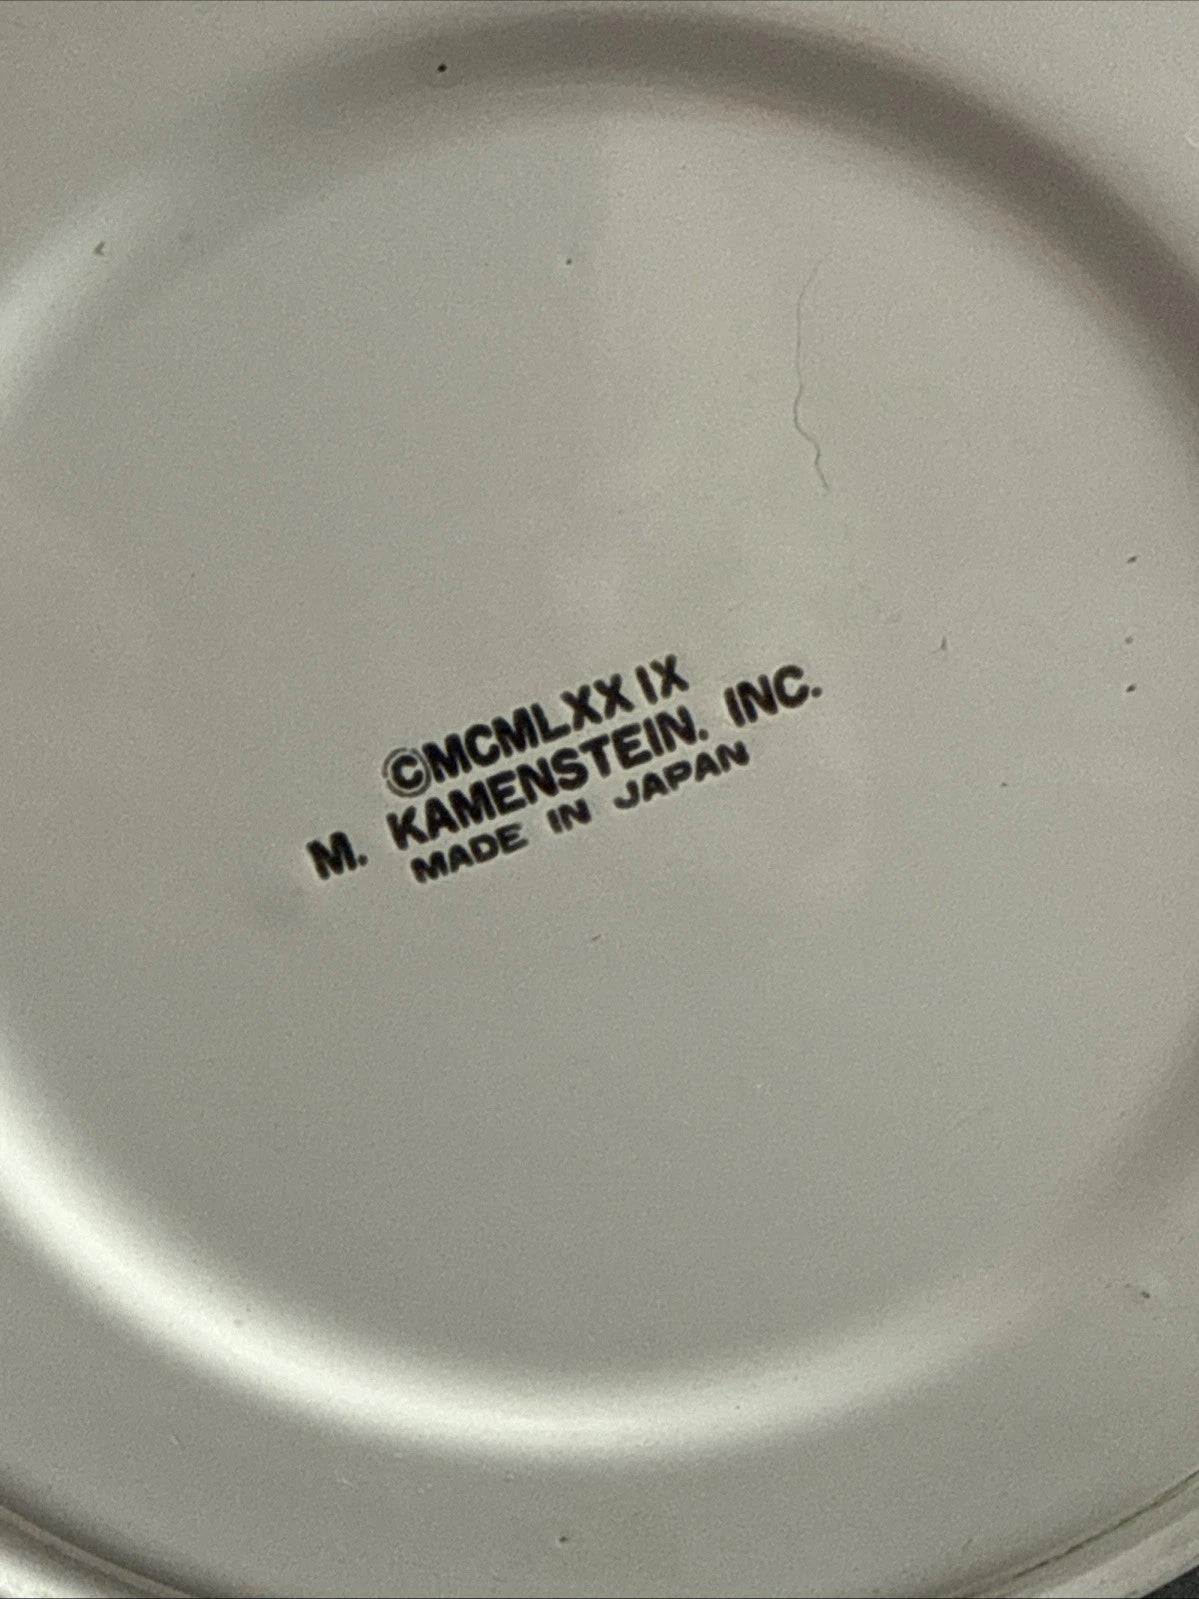 ©MCMLXXIX
M. KAMENSTEIN. INC.
MADE IN JAPAN